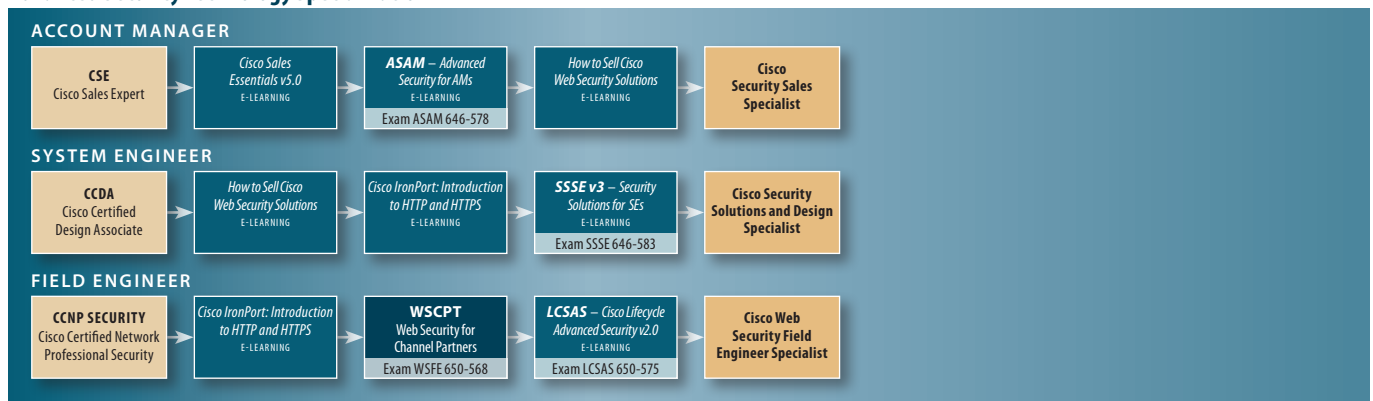 ACCOUNT MANAGER
CSE
Cisco Sales Expert
Cisco Sales
Essentials v5.0
E-LEARNING
ASAM – Advanced
Security for AMs
E-LEARNING
Exam ASAM 646-578
How to Sell Cisco
Web Security Solutions
E-LEARNING
Cisco
Security Sales
Specialist
SYSTEM ENGINEER
CCDA
Cisco Certified
Design Associate
How to Sell Cisco
Web Security Solutions
E-LEARNING
Cisco IronPort: Introduction
to HTTP and HTTPS
E-LEARNING
SSSE v3 – Security
Solutions for SEs
E-LEARNING
Exam SSSE 646-583
Cisco Security
Solutions and Design
Specialist
FIELD ENGINEER
CCNP SECURITY
Cisco Certified Network
Professional Security
Cisco IronPort: Introduction
to HTTP and HTTPS
E-LEARNING
WSCPT
Web Security for
Channel Partners
Exam WSFE 650-568
LCSAS – Cisco Lifecycle
Advanced Security v2.0
E-LEARNING
Exam LCSAS 650-575
Cisco Web
Security Field
Engineer Specialist